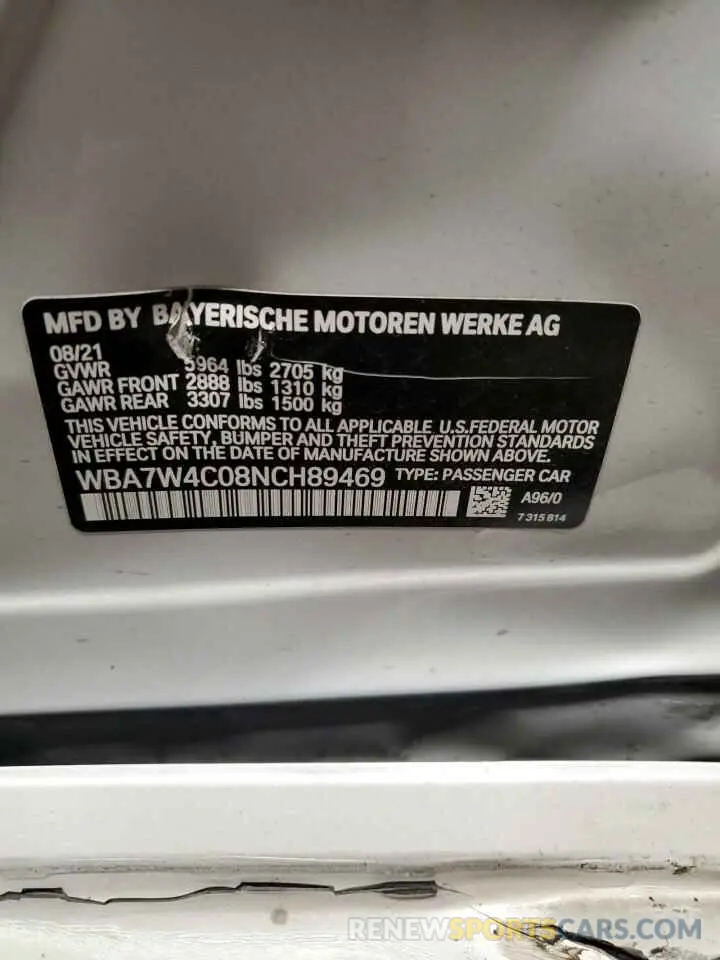 MFD BY BAYERISCHE MOTOREN WERKE AG
08/21
GVWR 5964 lbs 2705 kg
GAWR FRONT 2888 lbs 1310 kg
GAWR REAR 3307 lbs 1500 kg
THIS VEHICLE CONFORMS TO ALL APPLICABLE U.S.FEDERAL MOTOR
VEHICLE SAFETY, BUMPER AND THEFT PREVENTION STANDARDS
IN EFFECT ON THE DATE OF MANUFACTURE SHOWN ABOVE.
WBA7W4C08NCH89469 TYPE: PASSENGER CAR
A96/0
7 315 814
RENEWSPORTSCARS.COM